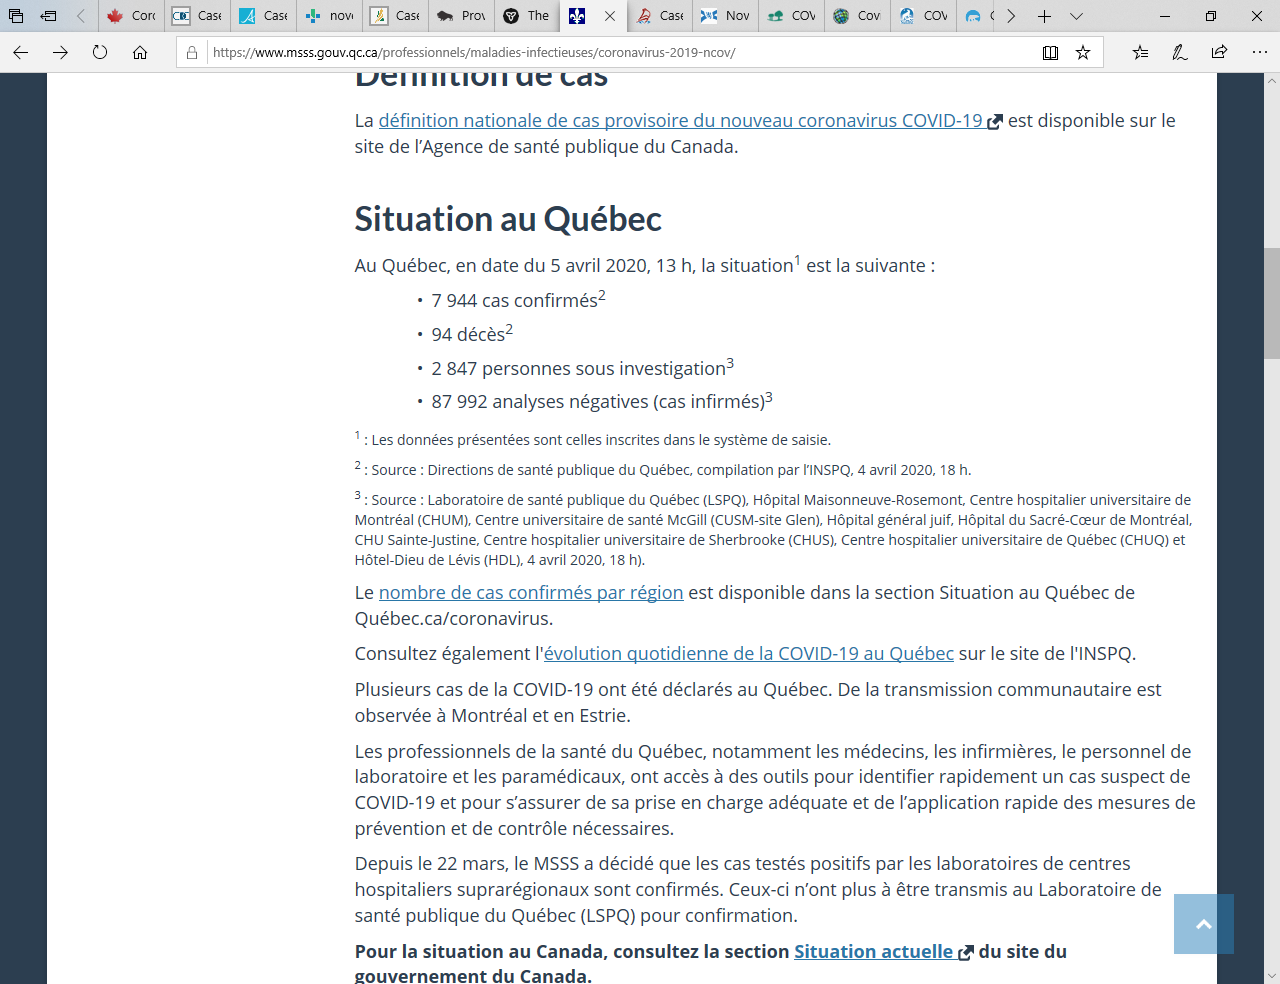 Corc
Case
Case
nove
Case
Prov
The
Case
Nov
COV
Cov
COV
https://www.msss.gouv.qc.ca/professionnels/maladies-infectieuses/coronavirus-2019-ncov/
Définition de cas
La définition nationale de cas provisoire du nouveau coronavirus COVID-19 est disponible sur le
site de l'Agence de santé publique du Canada.
Situation au Québec
Au Québec, en date du 5 avril 2020, 13 h, la situation1 est la suivante :
• 7 944 cas confirmés2
• 94 décès2
• 2 847 personnes sous investigation3
• 87 992 analyses négatives (cas infirmés)3
1 : Les données présentées sont celles inscrites dans le système de saisie.
2 : Source : Directions de santé publique du Québec, compilation par l'INSPQ, 4 avril 2020, 18 h.
3 : Source : Laboratoire de santé publique du Québec (LSPQ), Hôpital Maisonneuve-Rosemont, Centre hospitalier universitaire de
Montréal (CHUM), Centre universitaire de santé McGill (CUSM-site Glen), Hôpital général juif, Hôpital du Sacré-Cœur de Montréal,
CHU Sainte-Justine, Centre hospitalier universitaire de Sherbrooke (CHUS), Centre hospitalier universitaire de Québec (CHUQ) et
Hôtel-Dieu de Lévis (HDL), 4 avril 2020, 18 h).
Le nombre de cas confirmés par région est disponible dans la section Situation au Québec de
Québec.ca/coronavirus.
Consultez également l'évolution quotidienne de la COVID-19 au Québec sur le site de l'INSPQ.
Plusieurs cas de la COVID-19 ont été déclarés au Québec. De la transmission communautaire est
observée à Montréal et en Estrie.
Les professionnels de la santé du Québec, notamment les médecins, les infirmières, le personnel de
laboratoire et les paramédicaux, ont accès à des outils pour identifier rapidement un cas suspect de
COVID-19 et pour s'assurer de sa prise en charge adéquate et de l'application rapide des mesures de
prévention et de contrôle nécessaires.
Depuis le 22 mars, le MSSS a décidé que les cas testés positifs par les laboratoires de centres
hospitaliers suprarégionaux sont confirmés. Ceux-ci n'ont plus à être transmis au Laboratoire de
santé publique du Québec (LSPQ) pour confirmation.
Pour la situation au Canada, consultez la section Situation actuelle du site du
gouvernement du Canada.